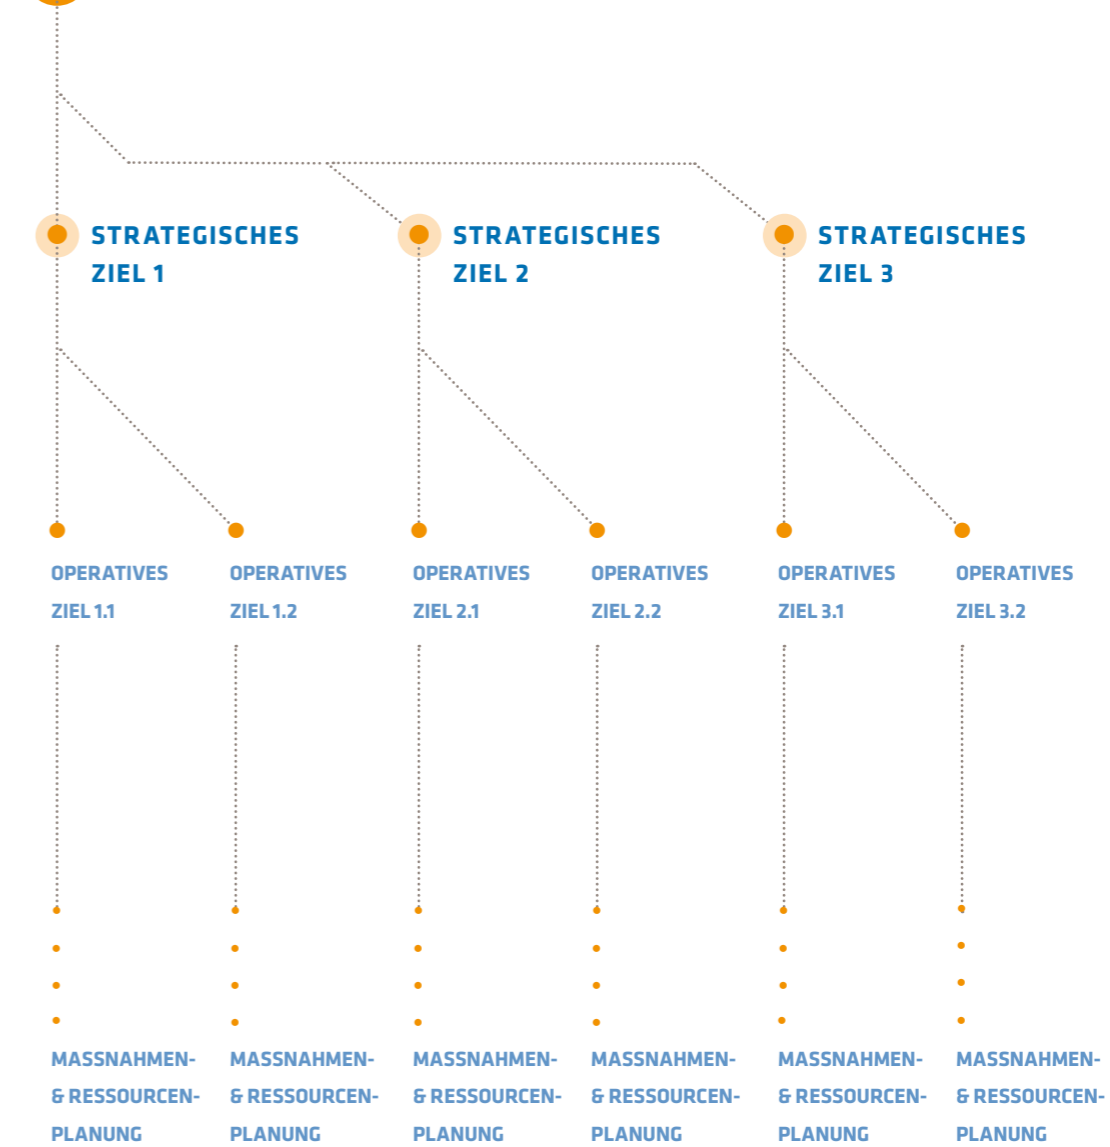 STRATEGISCHES
ZIEL 1
STRATEGISCHES
ZIEL 2
STRATEGISCHES
ZIEL 3
OPERATIVES
ZIEL 1.1
OPERATIVES
ZIEL 1.2
OPERATIVES
ZIEL 2.1
OPERATIVES
ZIEL 2.2
OPERATIVES
ZIEL 3.1
OPERATIVES
ZIEL 3.2
MASSNAHMEN-
& RESSOURCEN-
PLANUNG
MASSNAHMEN-
& RESSOURCEN-
PLANUNG
MASSNAHMEN-
& RESSOURCEN-
PLANUNG
MASSNAHMEN-
& RESSOURCEN-
PLANUNG
MASSNAHMEN-
& RESSOURCEN-
PLANUNG
MASSNAHMEN-
& RESSOURCEN-
PLANUNG